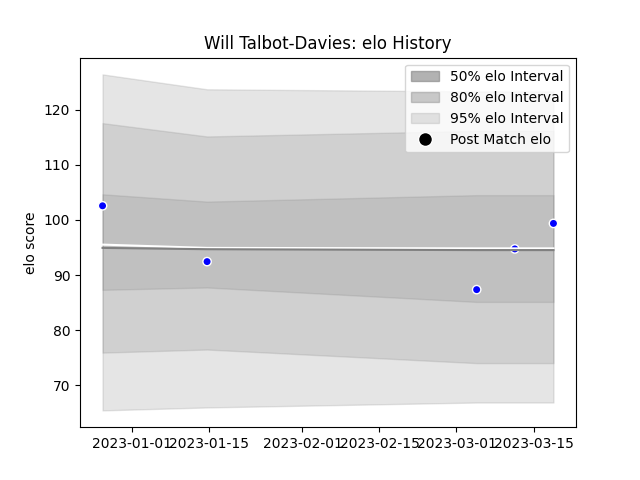 Will Talbot-Davies: elo History
50% elo Interval
80% elo Interval
95% elo Interval
Post Match elo
elo score
120
110
100
90
80
70
2023-01-01 2023-01-15 2023-02-01 2023-02-15 2023-03-01 2023-03-15